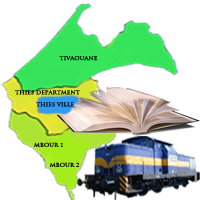 TIVAOUANE
THIES DEPARTMENT
THIES VILLE
MBOUR 1
MBOUR 2